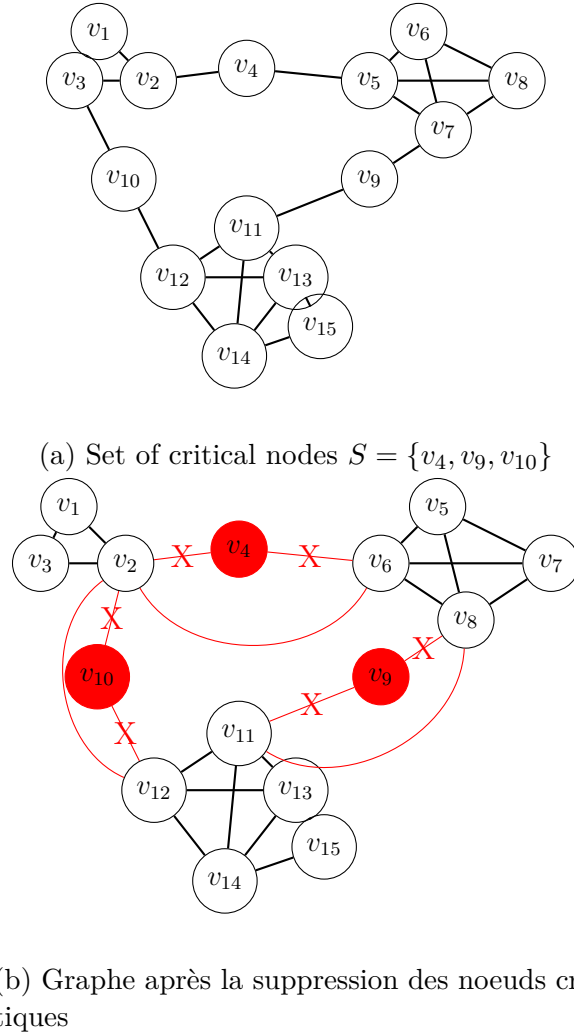 v1
v6
v3
v2
v4
v5
v8
v7
v10
v9
v11
v12
v13
v15
v14
(a) Set of critical nodes S = {v4, v9, v10}
v1
v5
v3
v2
X
v4
X
v6
v7
X
v8
X
v10
v9
X
X
v11
v12
v13
v15
v14
(b) Graphe après la suppression des noeuds cr
tiques